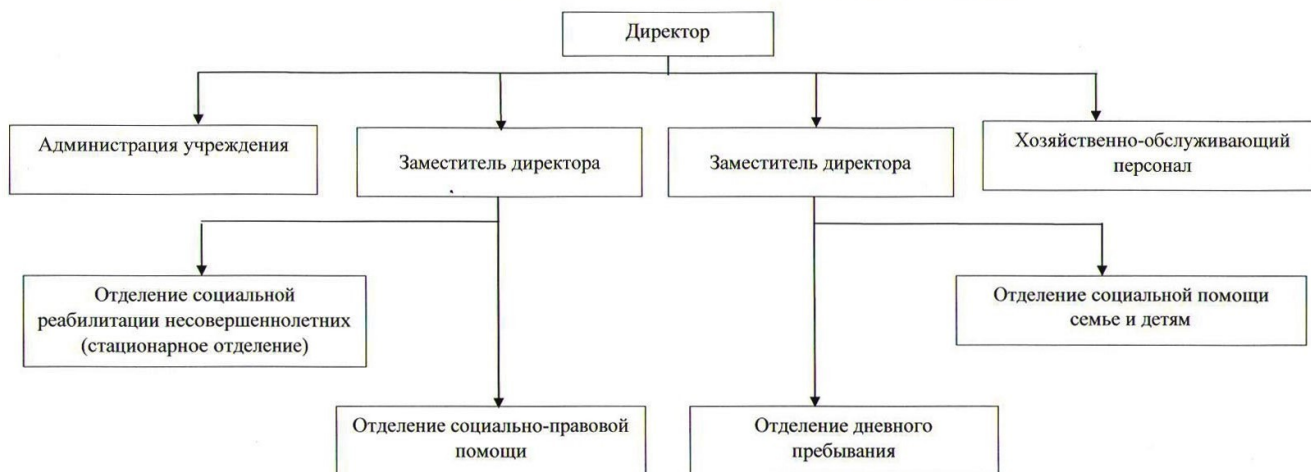 Директор
Администрация учреждения
Заместитель директора
Заместитель директора
Хозяйственно-обслуживающий
персонал
Отделение социальной
реабилитации несовершеннолетних
(стационарное отделение)
Отделение социальной помощи
семье и детям
Отделение социально-правовой
помощи
Отделение дневного
пребывания